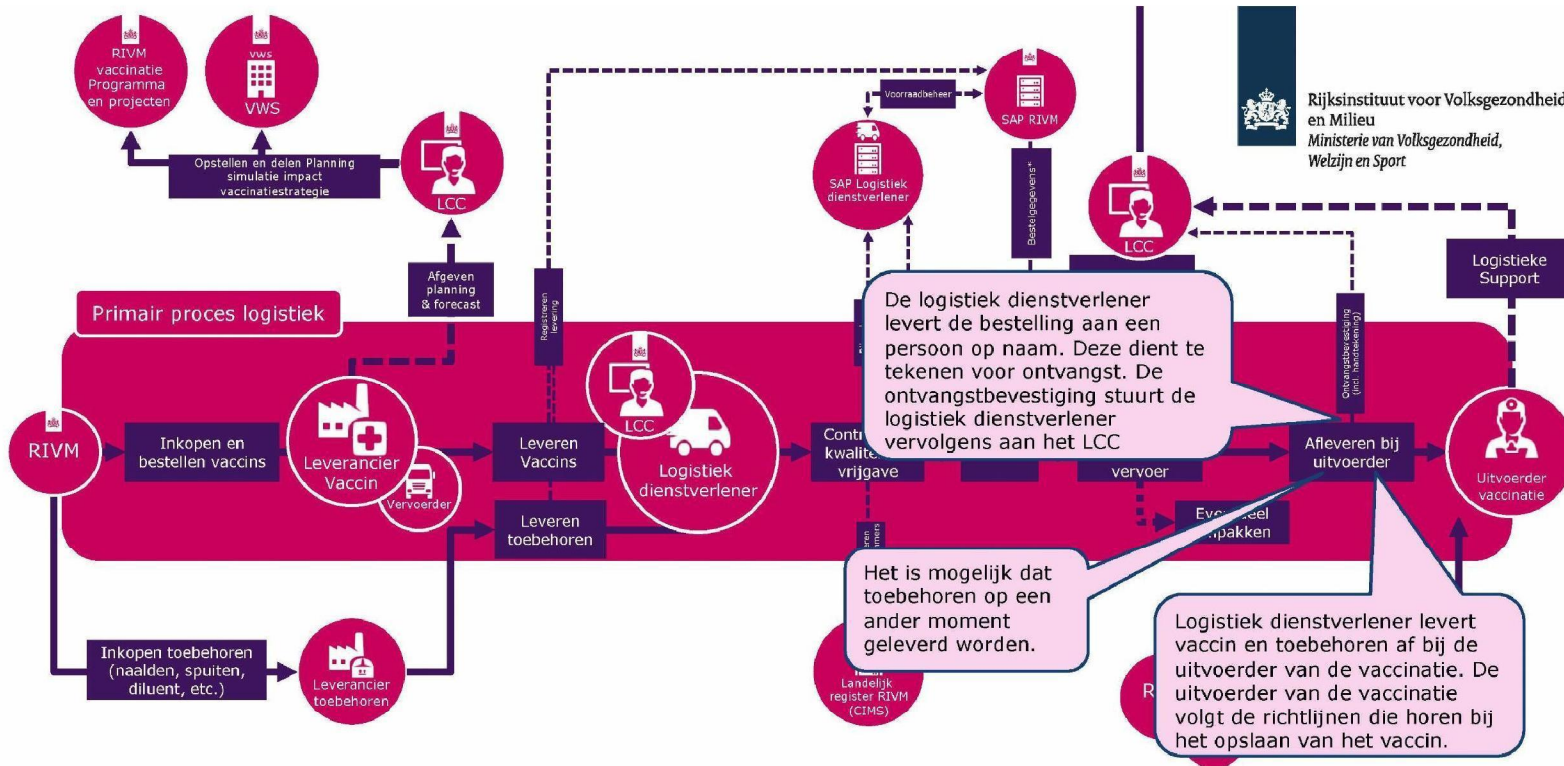 RIVM
vaccinatie
Programma
en projecten
vws
VWS
Opstellen en delen Planning
simulatie impact
vaccinatiestrategie
LCC
Afgeven
planning
& forecast
Registreren
levering
Voorraadbeheer
SAP RIVM
SAP Logistiek
dienstverlener
Bestelgegevens*
LCC
Rijksinstituut voor Volksgezondheid
en Milieu
Ministerie van Volksgezondheid,
Welzijn en Sport
Logistieke
Support
Ontvangstbevestiging
(incl. handtekening)
Primair proces logistiek
De logistiek dienstverlener
levert de bestelling aan een
persoon op naam. Deze dient te
tekenen voor ontvangst. De
ontvangstbevestiging stuurt de
logistiek dienstverlener
vervolgens aan het LCC
RIVM
Inkopen en
bestellen vaccins
Leverancier
Vaccin
Vervoerder
Leveren
Vaccins
Leveren
toebehoren
LCC
Logistiek
dienstverlener
vrijgave
vervoer
Afleveren bij
uitvoerder
Uitvoerder
vaccinatie
Het is mogelijk dat
toebehoren op een
ander moment
geleverd worden.
Logistiek dienstverlener levert
vaccin en toebehoren af bij de
uitvoerder van de vaccinatie. De
uitvoerder van de vaccinatie
volgt de richtlijnen die horen bij
het opslaan van het vaccin.
Inkopen toebehoren
(naalden, spuiten,
diluent, etc.)
Leverancier
toebehoren
Landelijk
register RIVM
(CIMS)